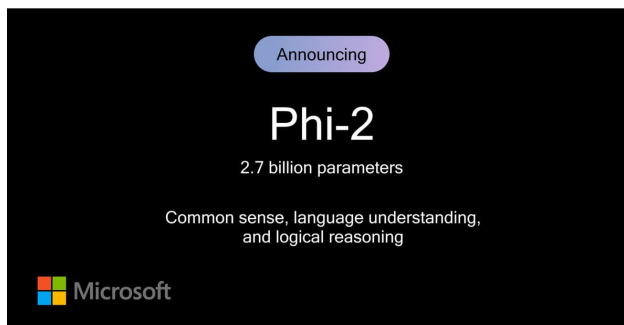 Announcing
Phi-2
2.7 billion parameters
Common sense, language understanding,
and logical reasoning
Microsoft